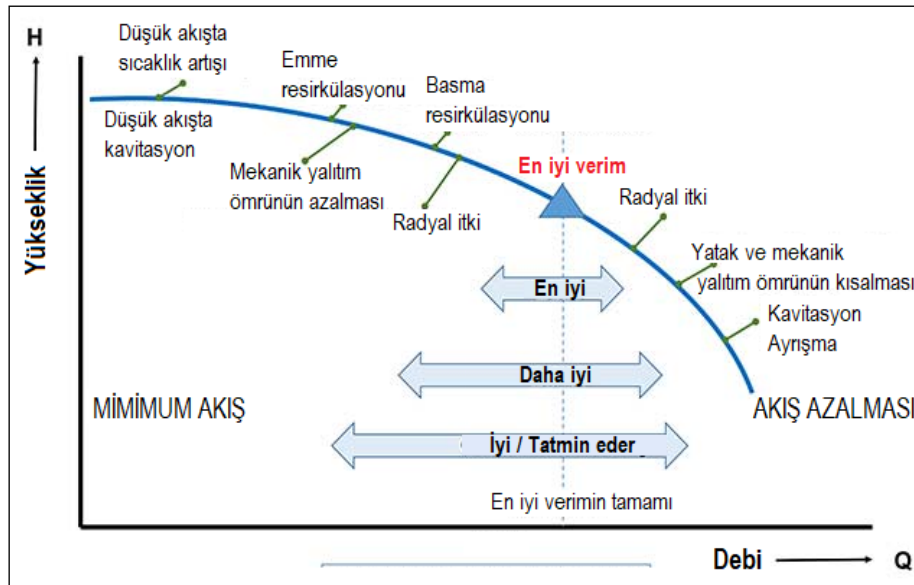 H
Yükseklik
Düşük akışta
sıcaklık artışı
Düşük akışta
kavitasyon
Emme
resirkülasyonu
Mekanik yalıtım
ömrünün azalması
Basma
resirkülasyonu
Radyal itki
En iyi verim
Radyal itki
Yatak ve mekanik
yalıtım ömrünün kısalması
Kavitasyon
Ayrışma
En iyi
Daha iyi
MİMİMUM AKIŞ
AKIŞ AZALMASI
İyi / Tatmin eder
En iyi verimin tamamı
Debi
Q